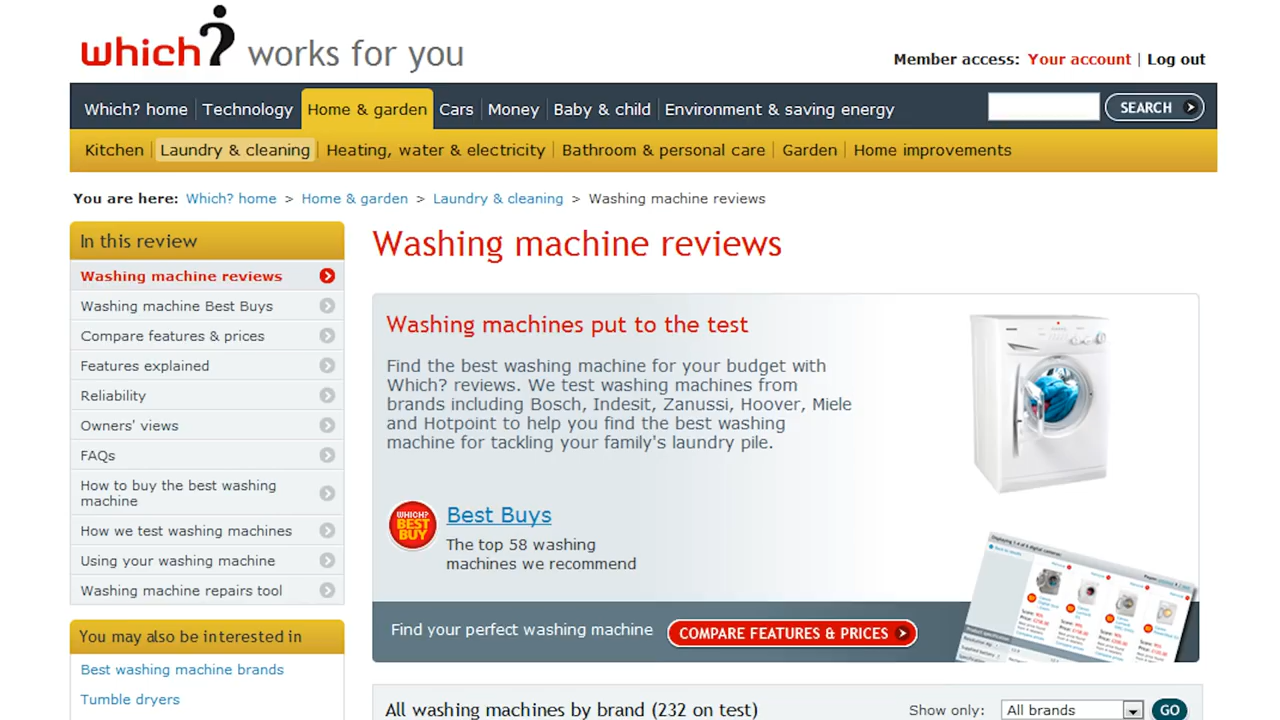 which? works for you
Member access: Your account | Log out
Which? home | Technology | Home & garden | Cars | Money | Baby & child | Environment & saving energy
SEARCH
Kitchen | Laundry & cleaning | Heating, water & electricity | Bathroom & personal care | Garden | Home improvements
You are here: Which? home > Home & garden > Laundry & cleaning > Washing machine reviews
In this review
Washing machine reviews
Washing machine Best Buys
Compare features & prices
Features explained
Reliability
Owners' views
FAQs
How to buy the best washing
machine
How we test washing machines
Using your washing machine
Washing machine repairs tool
You may also be interested in
Best washing machine brands
Tumble dryers
Washing machine reviews
Washing machines put to the test
Find the best washing machine for your budget with
Which? reviews. We test washing machines from
brands including Bosch, Indesit, Zanussi, Hoover, Miele
and Hotpoint to help you find the best washing
machine for tackling your family's laundry pile.
WHICH?
BEST
BUY
Best Buys
The top 58 washing
machines we recommend
Find your perfect washing machine
COMPARE FEATURES & PRICES
All washing machines by brand (232 on test)
Show only: All brands
GO